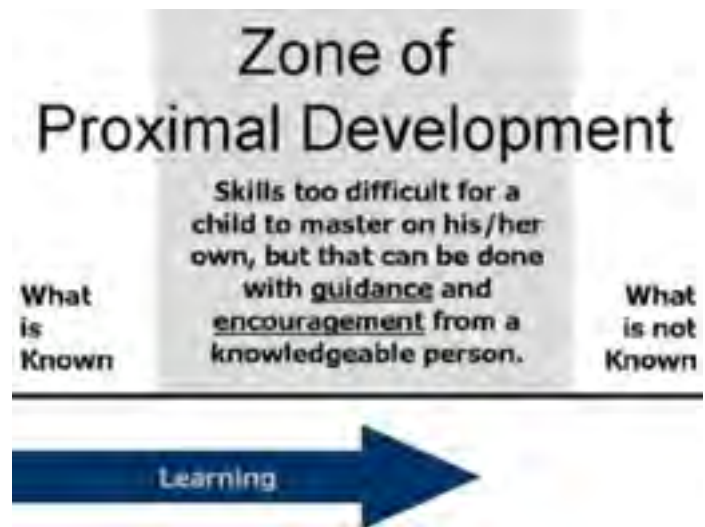 Zone of
Proximal Development
Skills too difficult for a
child to master on his/her
own, but that can be done
with guidance and
encouragement from a
knowledgeable person.
What
is
Known
What
is not
Known
Learning